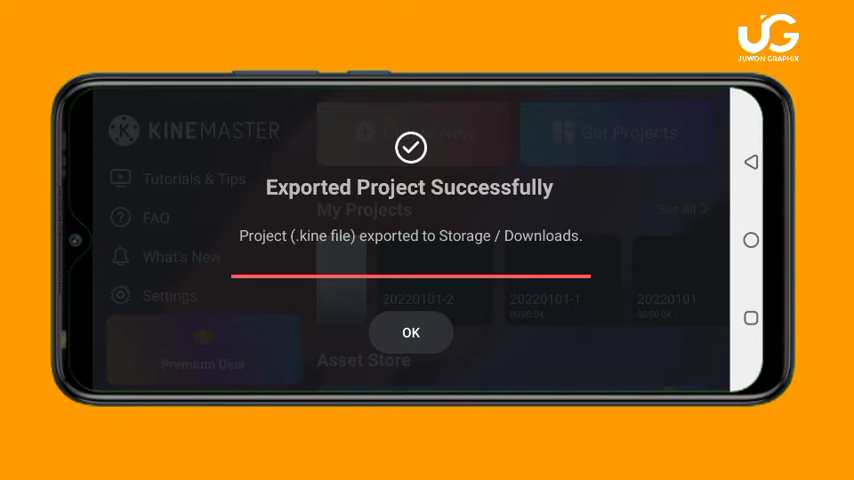 JG
JUWON GRAPHIX
KINEMASTER
Get Projects
Tutorials & Tips
Exported Project Successfully
My Projects
See All
FAQ
Project (.kine file) exported to Storage / Downloads.
What's New
Settings
20220101-2
20220101-1
20220101
00:00:04
00:00:04
OK
Premium User
Asset Store